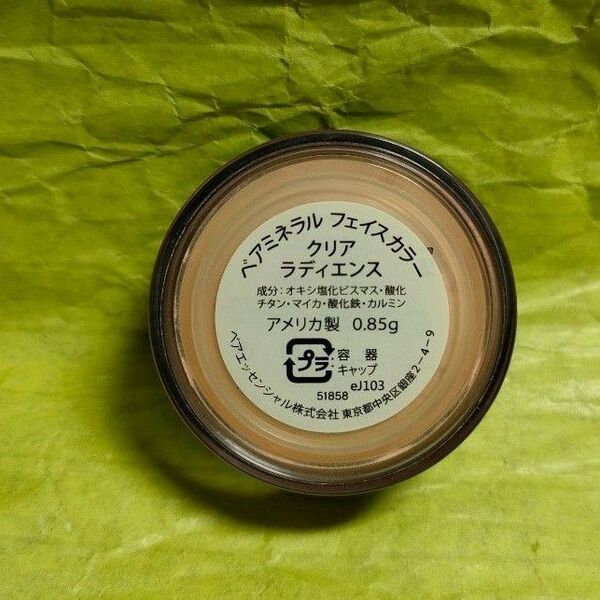 ベアミネラル フェイスカラー
クリア
ラディエンス
成分：オキシ塩化ビスマス・酸化
チタン・マイカ・酸化鉄・カルミン
アメリカ製 0.85g
プラ
:容 器
キャップ
eJ103
51858
ベアエッセンシャル株式会社 東京都中央区銀座2-4-9